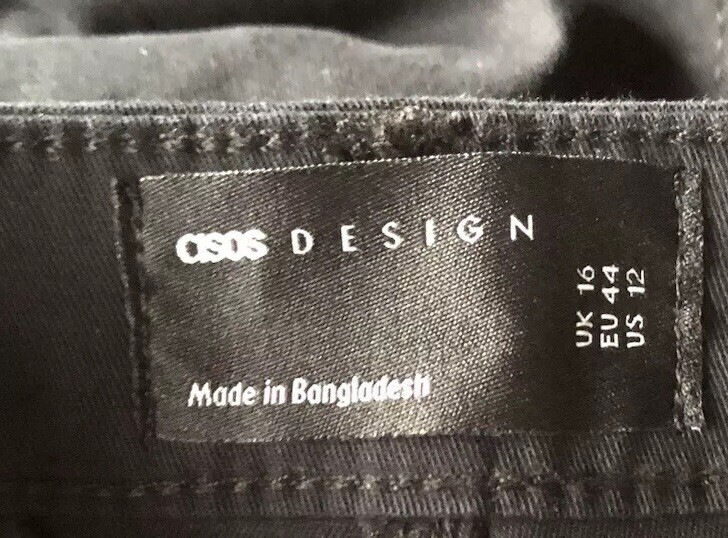 asos DESIGN
Made in Bangladesh
UK 16
EU 44
US 12